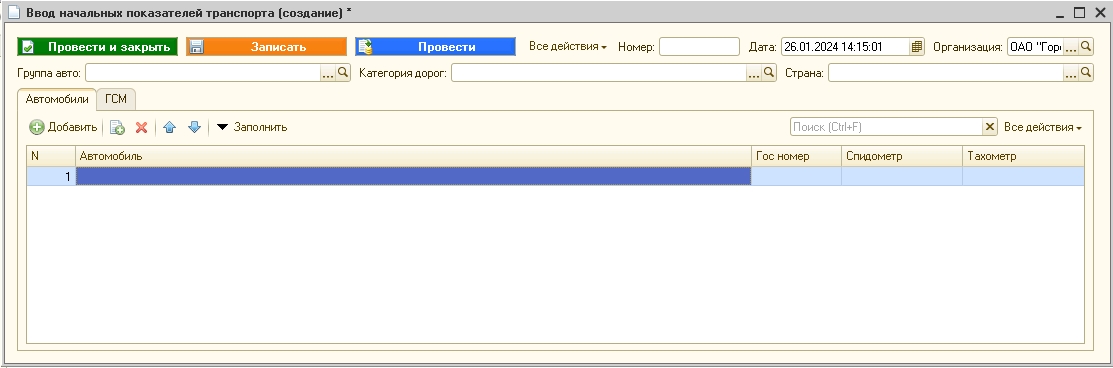 Ввод начальных показателей транспорта (создание) *
Провести и закрыть Записать Провести Все действия Номер: Дата: 26.01.2024 14:15:01 Организация: ОАО "Горо ...
Группа авто: ... Категория дорог: ... Страна: ...
Автомобили ГСМ
Добавить Заполнить Поиск (Ctrl+F) Все действия
N Автомобиль Гос номер Спидометр Тахометр
1